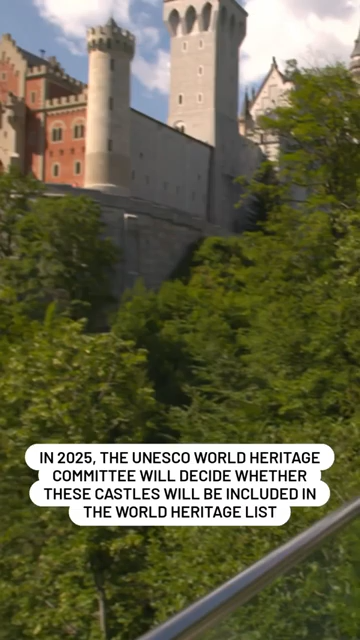 IN 2025, THE UNESCO WORLD HERITAGE
COMMITTEE WILL DECIDE WHETHER
THESE CASTLES WILL BE INCLUDED IN
THE WORLD HERITAGE LIST